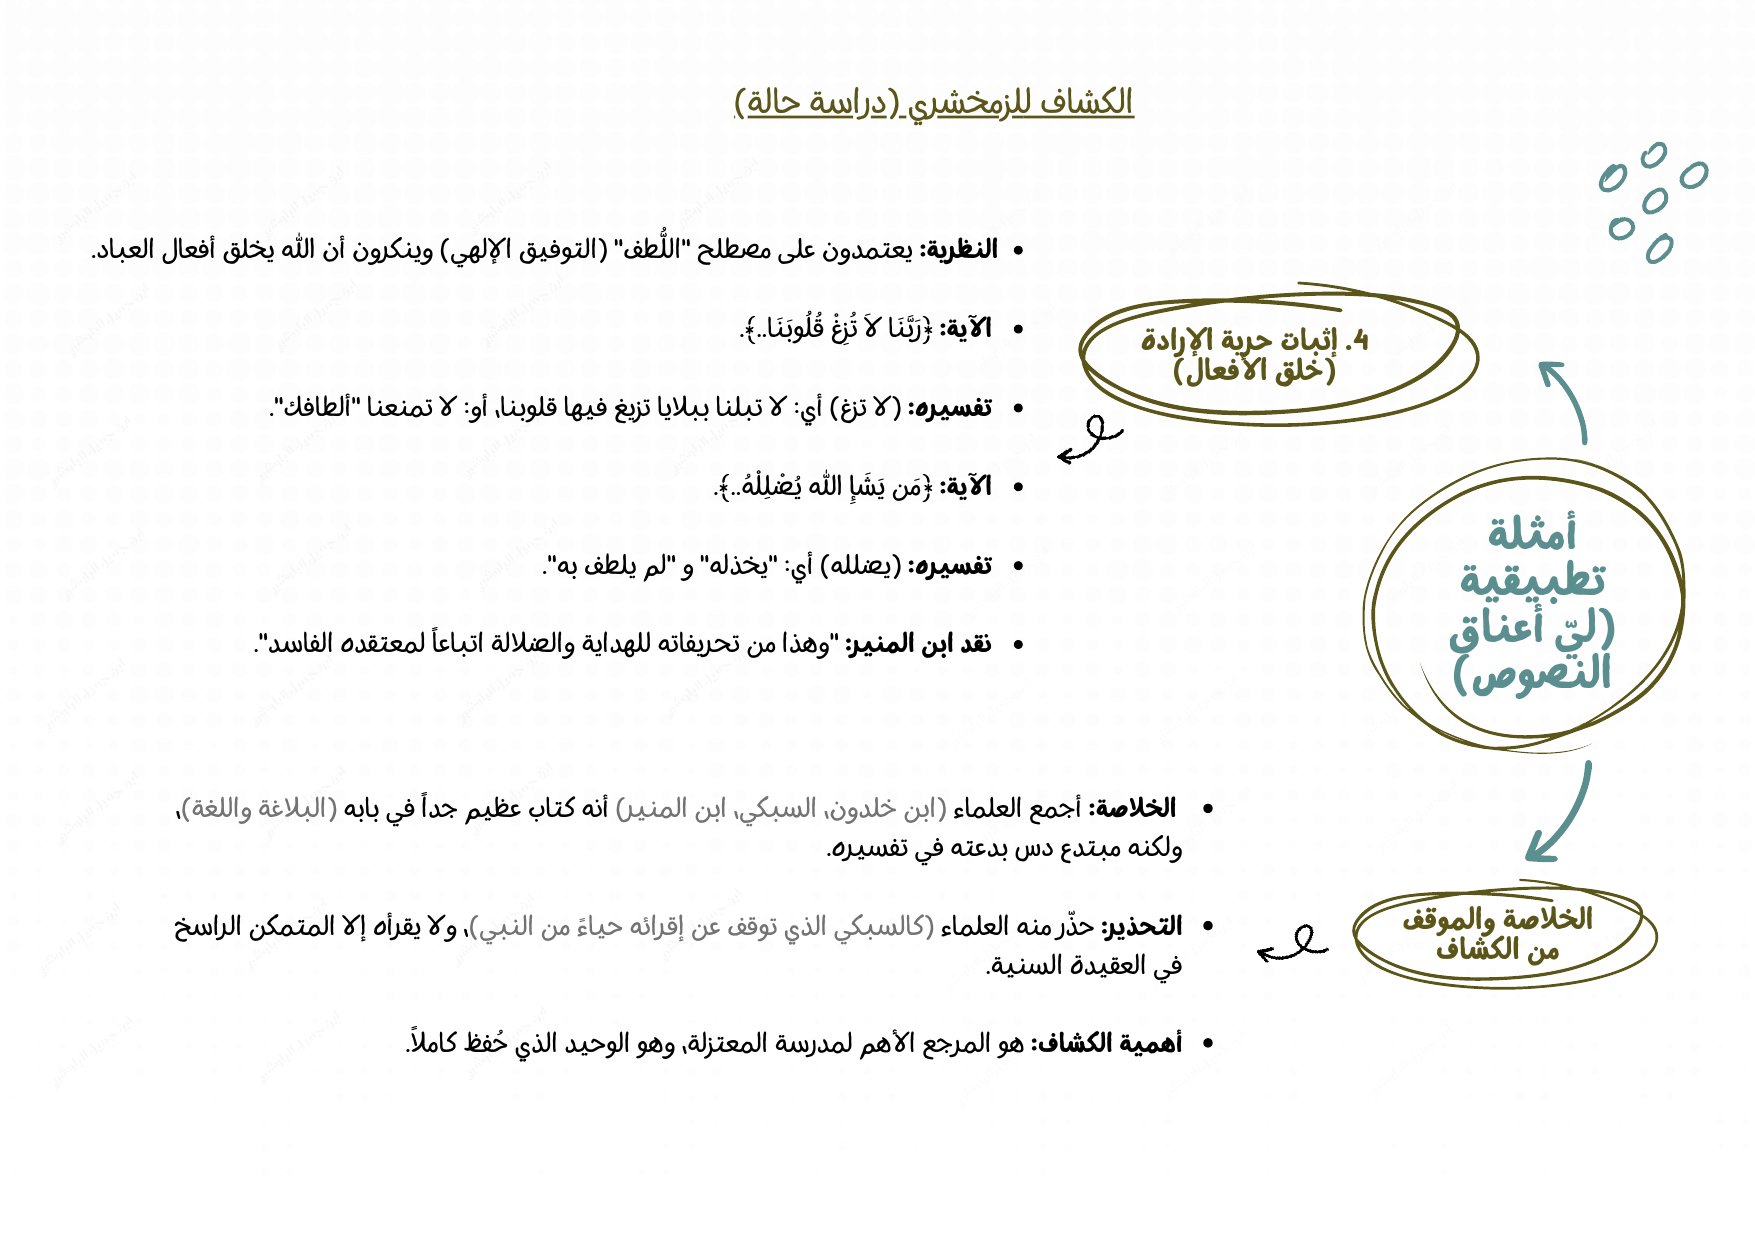 الكشاف للزمخشري (دراسة حالة)
أمثلة
تطبيقية
(ليّ أعناق
النصوص)
4. إثبات حرية الإرادة
(خلق الأفعال)
• النظرية: يعتمدون على مصطلح "اللُّطف" (التوفيق الإلهي) وينكرون أن الله يخلق أفعال العباد.
• الآية: {رَبَّنَا لاَ تُزِغْ قُلُوبَنَا..}.
• تفسيره: (لا تزغ) أي: لا تبلنا ببلايا تزيغ فيها قلوبنا، أو: لا تمنعنا "ألطافك".
• الآية: {مَن يَشَإِ الله يُضْلِلْهُ..}.
• تفسيره: (يضلله) أي: "يخذله" و "لم يلطف به".
• نقد ابن المنير: "وهذا من تحريفاته للهداية والضلالة اتباعاً لمعتقده الفاسد".
الخلاصة والموقف
من الكشاف
• الخلاصة: أجمع العلماء (ابن خلدون، السبكي، ابن المنير) أنه كتاب عظيم جداً في بابه (البلاغة واللغة)،
ولكنه مبتدع دس بدعته في تفسيره.
• التحذير: حذّر منه العلماء (كالسبكي الذي توقف عن إقرائه حياءً من النبي)، ولا يقرأه إلا المتمكن الراسخ
في العقيدة السنية.
• أهمية الكشاف: هو المرجع الأهم لمدرسة المعتزلة، وهو الوحيد الذي حُفظ كاملاً.